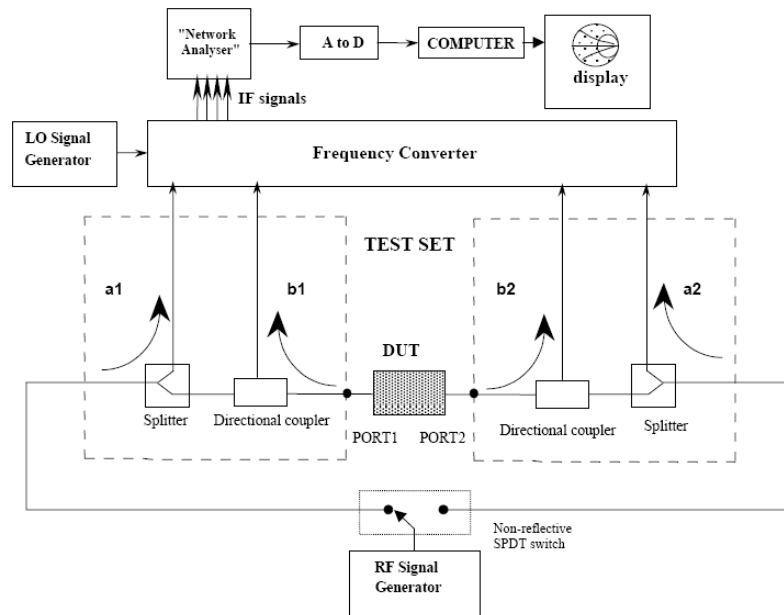 "Network
Analyser"
A to D
COMPUTER
display
IF signals
LO Signal
Generator
Frequency Converter
TEST SET
a1
b1
b2
a2
DUT
Splitter
Directional coupler
PORT1
PORT2
Directional coupler
Splitter
Non-reflective
SPDT switch
RF Signal
Generator